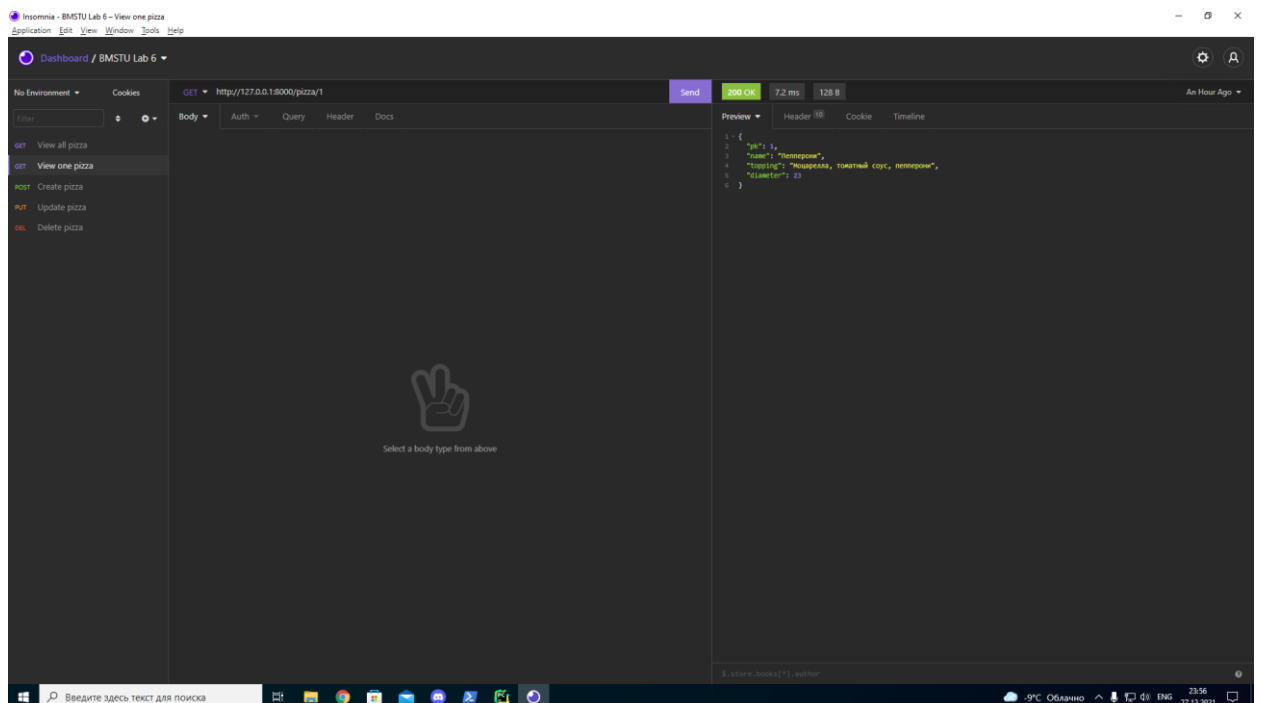 Insomnia - BMSTU Lab 6 – View one pizza
Application Edit View Window Tools Help
Dashboard / BMSTU Lab 6
No Environment Cookies
GET http://127.0.0.1:8000/pizza/1 Send
200 OK 7.2 ms 128 B An Hour Ago
Filter
Body Auth Query Header Docs
Preview Header 10 Cookie Timeline
GET View all pizza
GET View one pizza
POST Create pizza
PUT Update pizza
DEL Delete pizza
1 {
2 "pk": 1,
3 "name": "Пепперони",
4 "topping": "Моцарелла, томатный соус, пепперони",
5 "diameter": 23
6 }
Select a body type from above
$.store.books[*].author
Введите здесь текст для поиска
-9°C Облачно ENG 23:56
27.12.2021